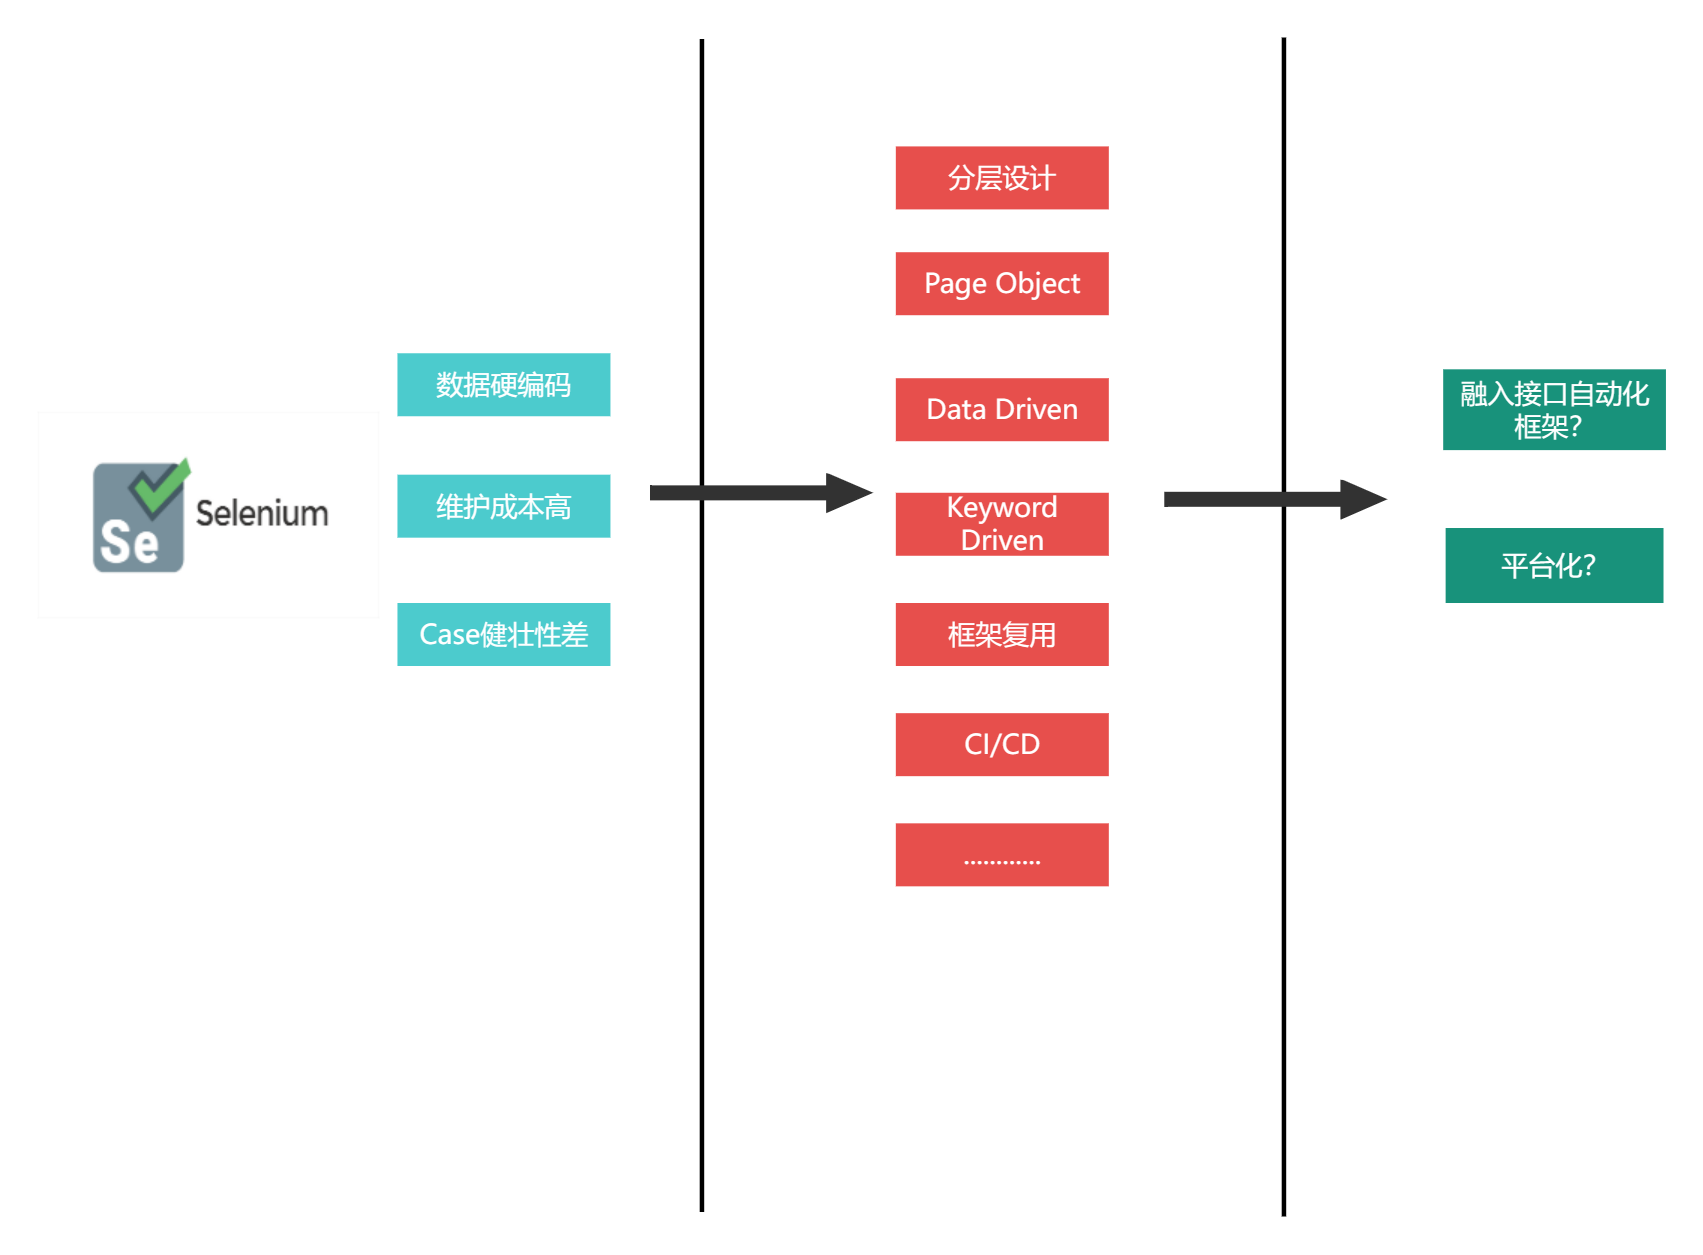 Se
Selenium
数据硬编码
维护成本高
Case健壮性差
分层设计
Page Object
Data Driven
Keyword
Driven
框架复用
CI/CD
............
融入接口自动化
框架?
平台化?